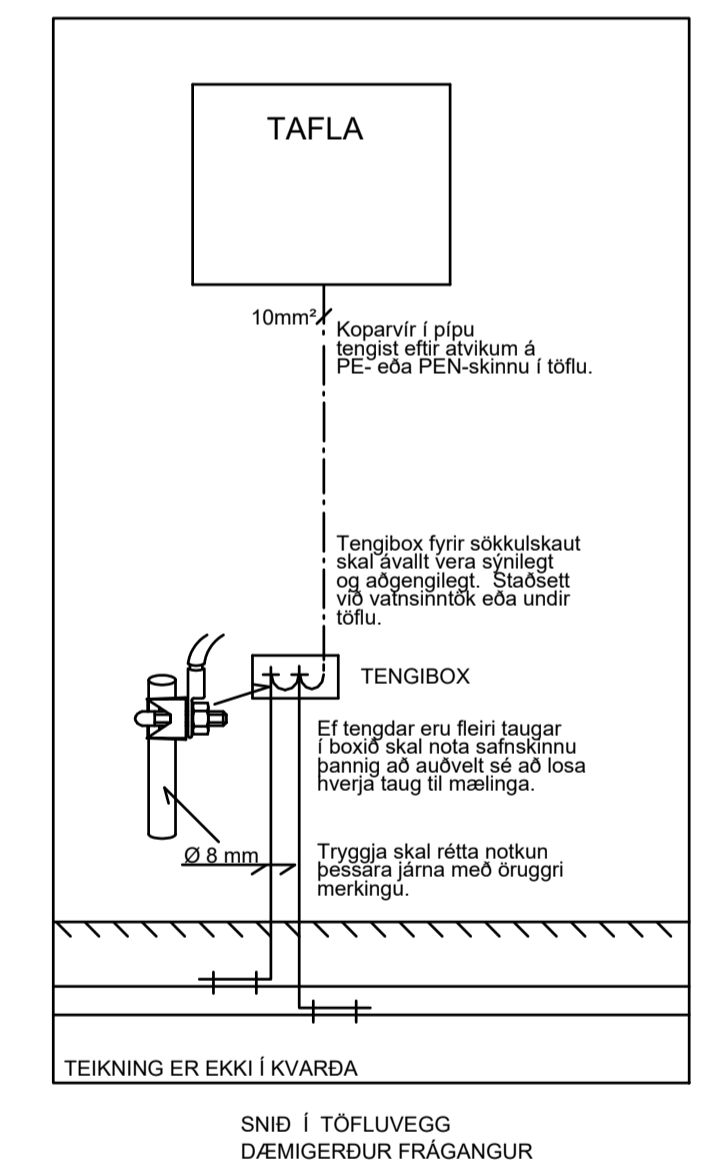 TAFLA
10mm²
Koparvír í pípu
tengist eftir atvikum á
PE- eða PEN-skinnu í töflu.
Tengibox fyrir sökkulskaut
skal ávallt vera sýnilegt
og aðgengilegt. Staðsett
við vatnsinntök eða undir
töflu.
TENGIBOX
Ef tengdar eru fleiri taugar
í boxið skal nota safnskinnu
þannig að auðvelt sé að losa
hverja taug til mælinga.
Ø 8 mm
Tryggja skal rétta notkun
þessara járna með öruggri
merkingu.
TEIKNING ER EKKI Í KVARÐA
SNIÐ Í TÖFLUVEGG
DÆMIGERÐUR FRÁGANGUR